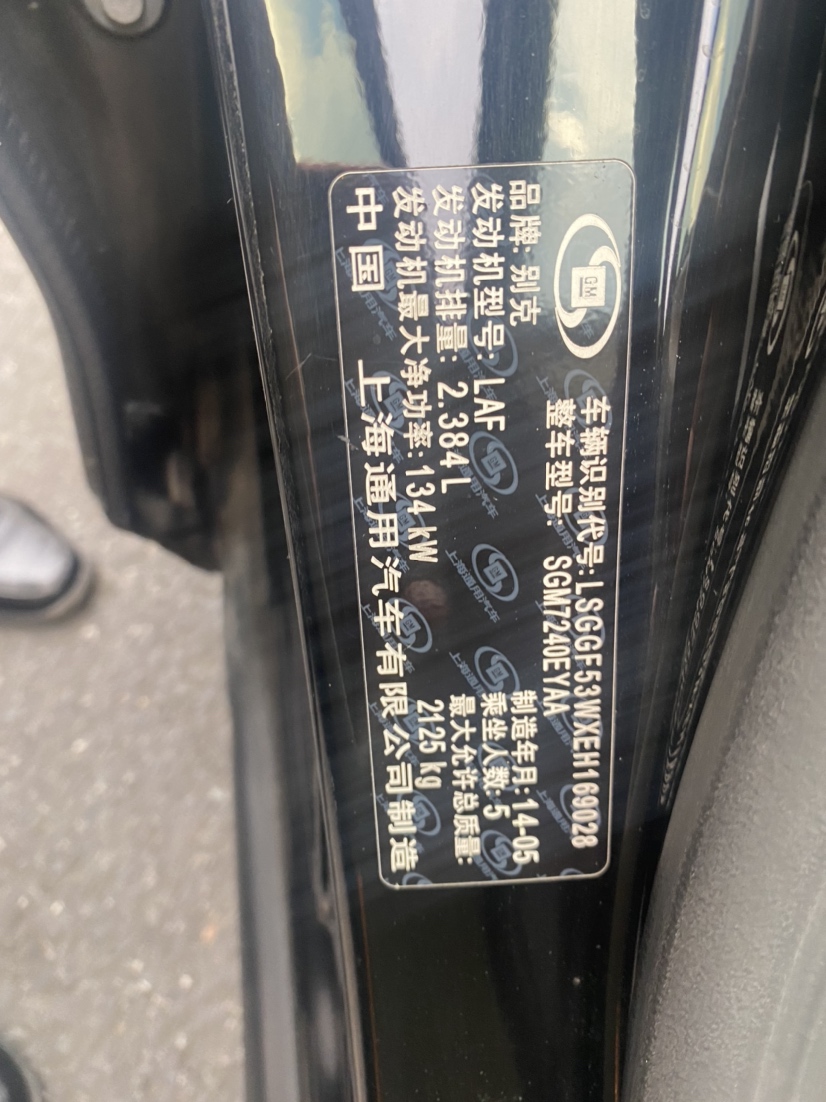 GM
车辆识别代号: LSGGF53WXEH169028
整车型号: SGM7240EYAA
品牌: 别克
制造年月: 14-05
发动机型号: LAF
乘坐人数: 5
发动机排量: 2.384 L
最大允许总质量:
发动机最大净功率: 134 kW
2125 kg
中国 上海通用汽车有限公司制造